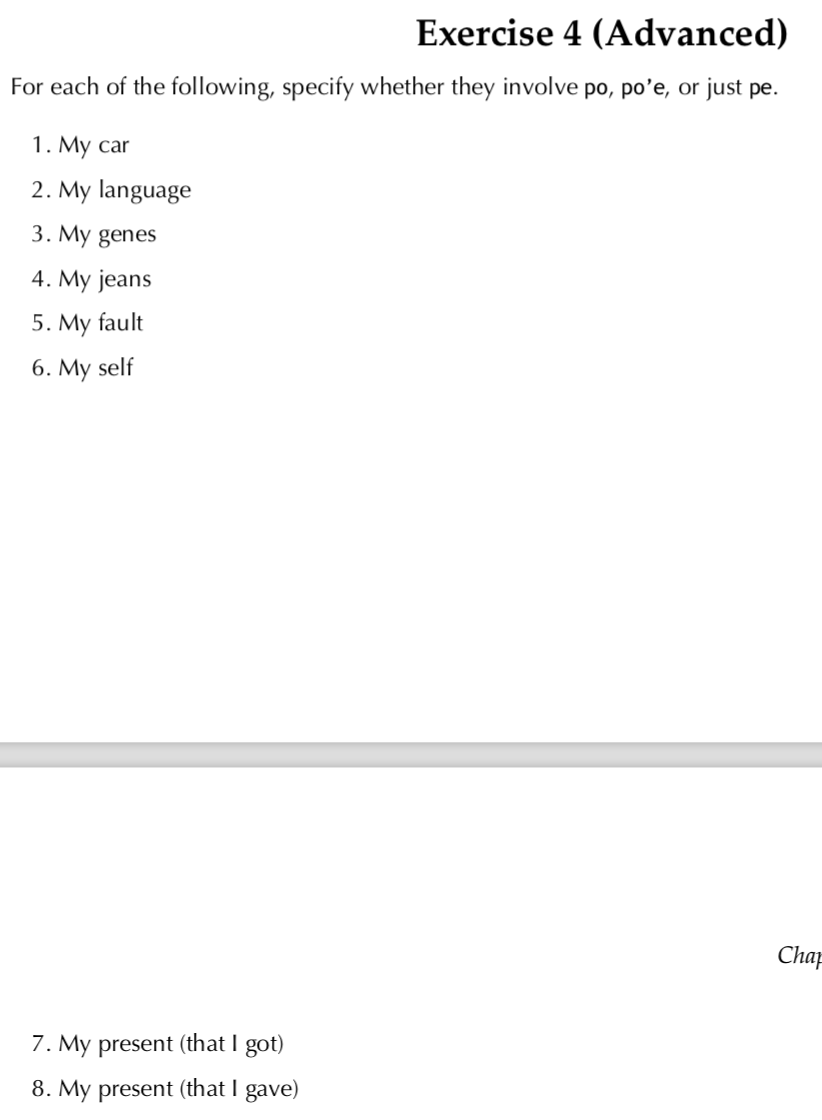 Exercise 4 (Advanced)
For each of the following, specify whether they involve po, po’e, or just pe.
1. My car
2. My language
3. My genes
4. My jeans
5. My fault
6. My self
Chap
7. My present (that I got)
8. My present (that I gave)